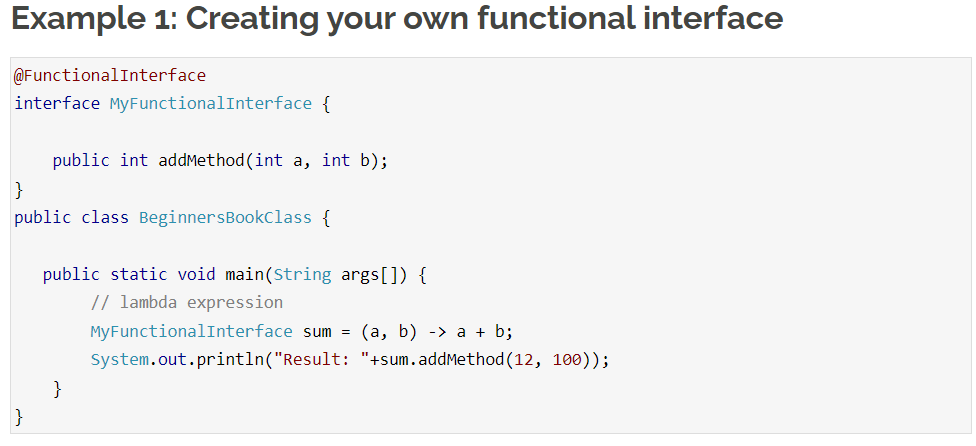 Example 1: Creating your own functional interface
@FunctionalInterface
interface MyFunctionalInterface {
public int addMethod(int a, int b);
}
public class BeginnersBookClass {
public static void main(String args[]) {
// lambda expression
MyFunctionalInterface sum = (a, b) -> a + b;
System.out.println("Result: "+sum.addMethod(12, 100));
}
}